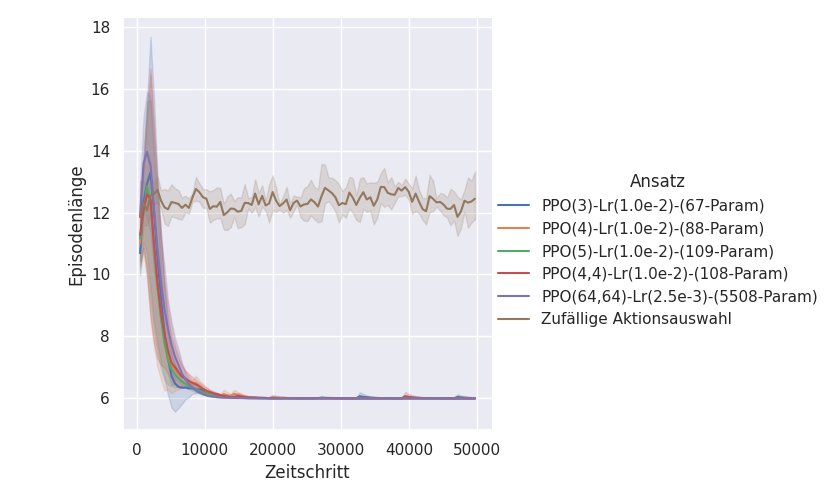 18
16
14
12
10
8
6
Episodenlänge
0
10000
20000
30000
40000
50000
Zeitschritt
Ansatz
PPO(3)-Lr(1.0e-2)-(67-Param)
PPO(4)-Lr(1.0e-2)-(88-Param)
PPO(5)-Lr(1.0e-2)-(109-Param)
PPO(4,4)-Lr(1.0e-2)-(108-Param)
PPO(64,64)-Lr(2.5e-3)-(5508-Param)
Zufällige Aktionsauswahl